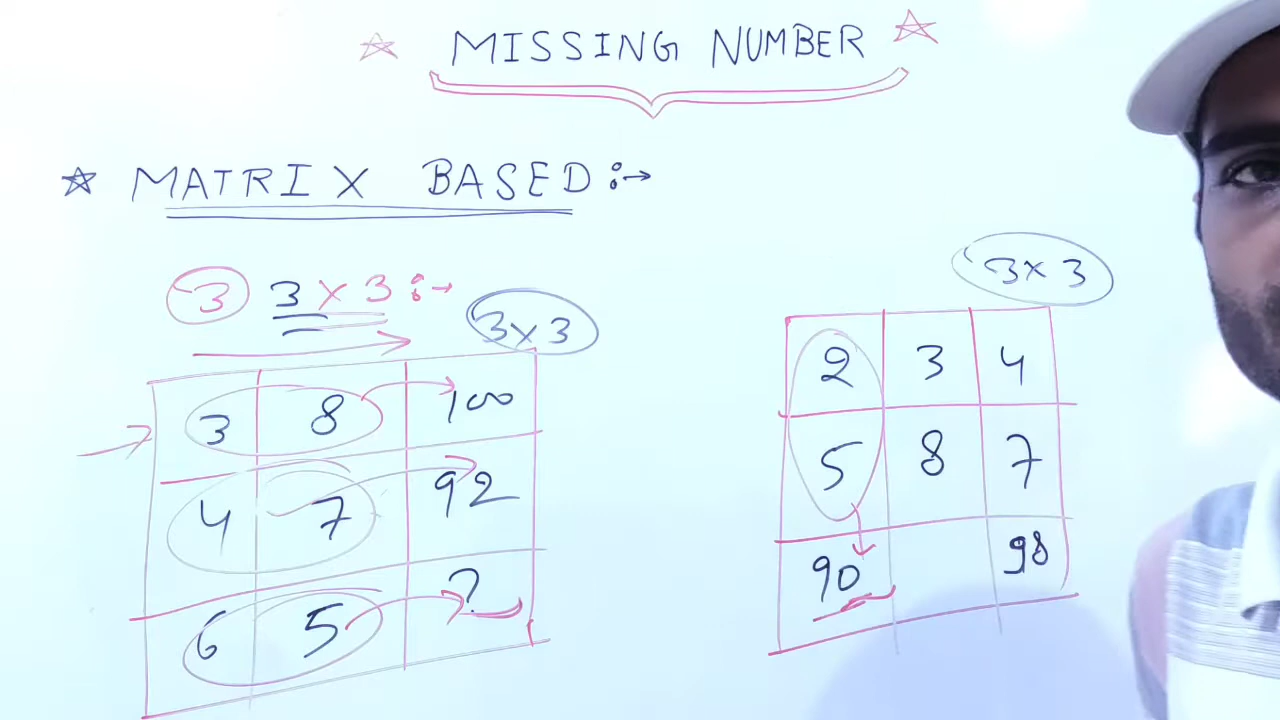 ☆ MISSING NUMBER ☆
☆ MATRIX BASED :→
3 3 x 3 :→
3 x 3
3 8 100
4 7 92
6 5 ?
3 x 3
2 3 4
5 8 7
90 98